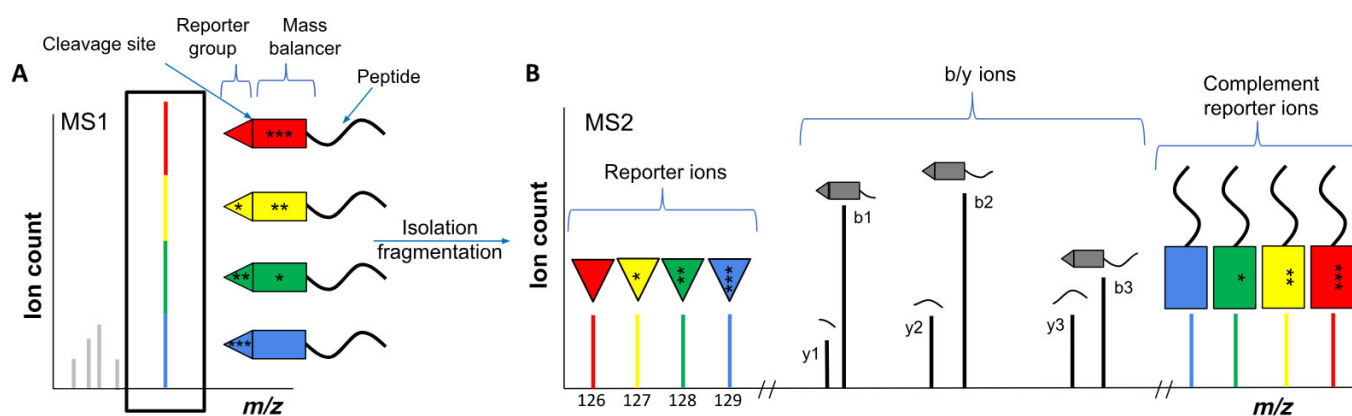 A
Cleavage site
Reporter
group
Mass
balancer
Peptide
MS1
Ion count
***
*
**
**
*
***
m/z
Isolation
fragmentation
B
MS2
Ion count
Reporter ions
b/y ions
Complement
reporter ions
*
**
***
y1
b1
y2
b2
y3
b3
*
**
***
126
127
128
129
//
//
m/z